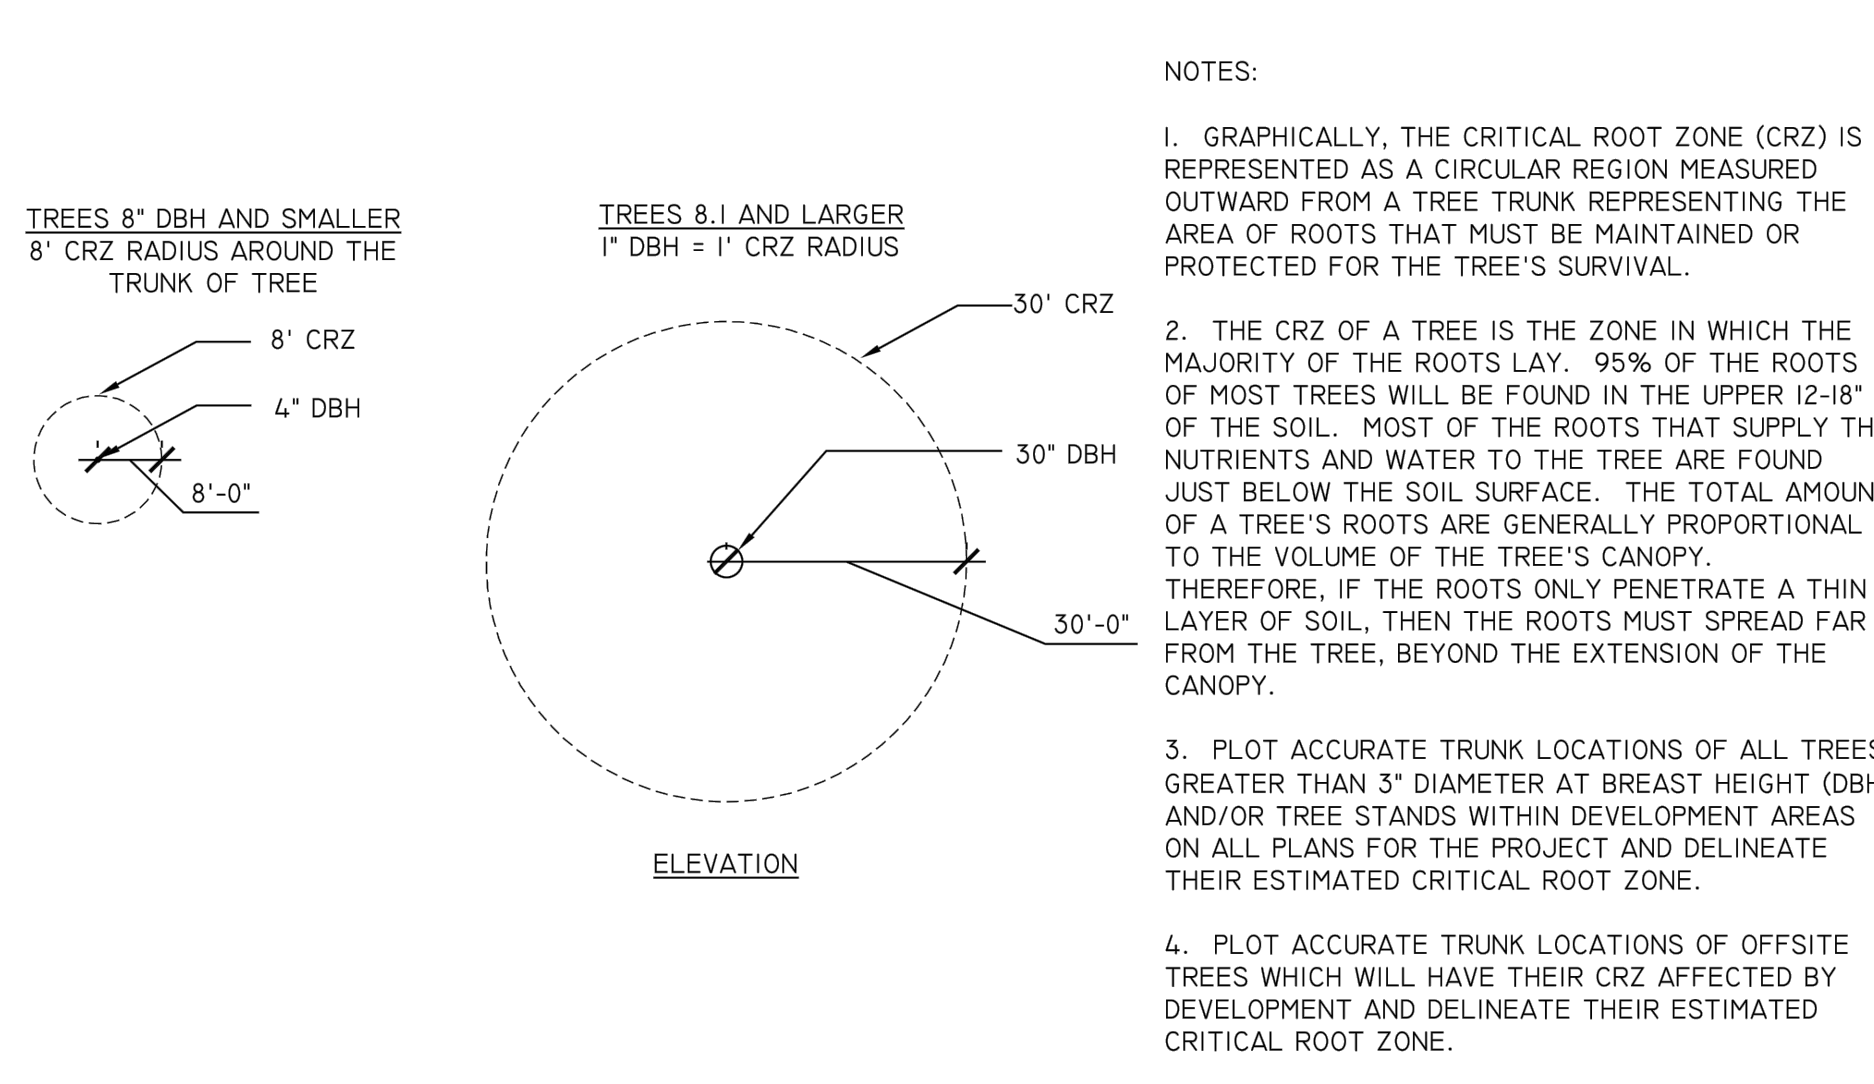 TREES 8" DBH AND SMALLER
8' CRZ RADIUS AROUND THE
TRUNK OF TREE
8' CRZ
4" DBH
8'-0"
TREES 8.1 AND LARGER
1" DBH = 1' CRZ RADIUS
30' CRZ
30" DBH
30'-0"
ELEVATION
NOTES:
1. GRAPHICALLY, THE CRITICAL ROOT ZONE (CRZ) IS
REPRESENTED AS A CIRCULAR REGION MEASURED
OUTWARD FROM A TREE TRUNK REPRESENTING THE
AREA OF ROOTS THAT MUST BE MAINTAINED OR
PROTECTED FOR THE TREE'S SURVIVAL.
2. THE CRZ OF A TREE IS THE ZONE IN WHICH THE
MAJORITY OF THE ROOTS LAY. 95% OF THE ROOTS
OF MOST TREES WILL BE FOUND IN THE UPPER 12-18"
OF THE SOIL. MOST OF THE ROOTS THAT SUPPLY TH
NUTRIENTS AND WATER TO THE TREE ARE FOUND
JUST BELOW THE SOIL SURFACE. THE TOTAL AMOUN
OF A TREE'S ROOTS ARE GENERALLY PROPORTIONAL
TO THE VOLUME OF THE TREE'S CANOPY.
THEREFORE, IF THE ROOTS ONLY PENETRATE A THIN
LAYER OF SOIL, THEN THE ROOTS MUST SPREAD FAR
FROM THE TREE, BEYOND THE EXTENSION OF THE
CANOPY.
3. PLOT ACCURATE TRUNK LOCATIONS OF ALL TREES
GREATER THAN 3" DIAMETER AT BREAST HEIGHT (DBH
AND/OR TREE STANDS WITHIN DEVELOPMENT AREAS
ON ALL PLANS FOR THE PROJECT AND DELINEATE
THEIR ESTIMATED CRITICAL ROOT ZONE.
4. PLOT ACCURATE TRUNK LOCATIONS OF OFFSITE
TREES WHICH WILL HAVE THEIR CRZ AFFECTED BY
DEVELOPMENT AND DELINEATE THEIR ESTIMATED
CRITICAL ROOT ZONE.